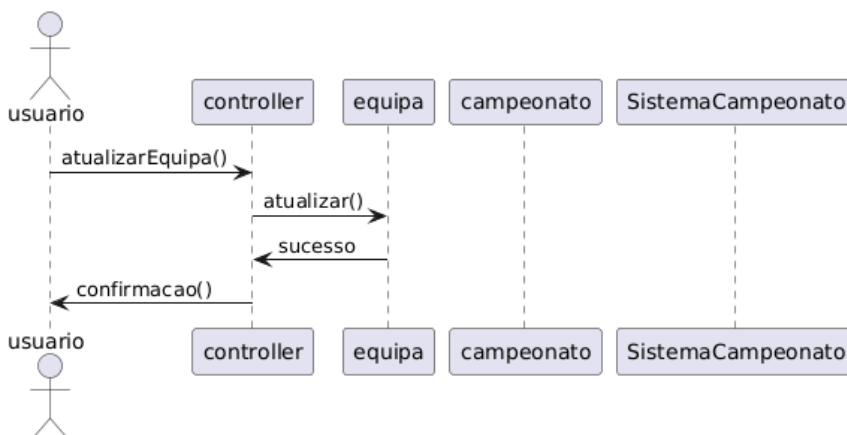 usuario
controller
equipa
campeonato
SistemaCampeonato
atualizarEquipa()
atualizar()
sucesso
confirmacao()
usuario
controller
equipa
campeonato
SistemaCampeonato